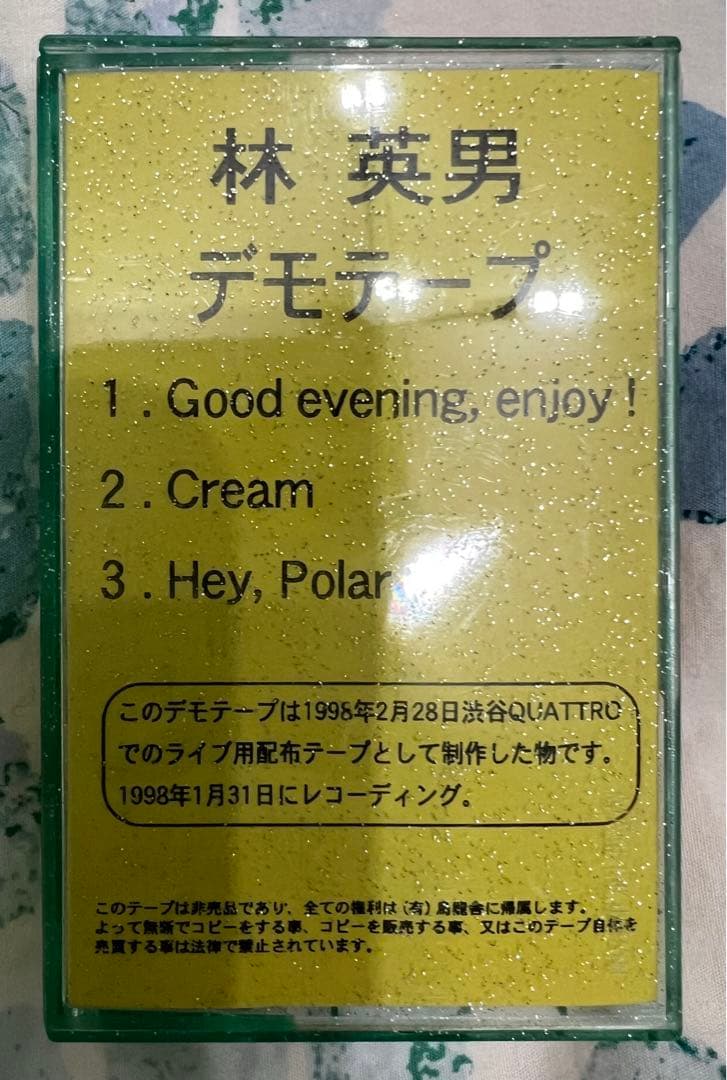 林 英男
デモテープ
1 . Good evening, enjoy !
2 . Cream
3 . Hey, Polar
このデモテープは1998年2月28日渋谷QUATTRO
でのライブ用配布テープとして制作した物です。
1998年1月31日にレコーディング。
このテープは非売品であり、全ての権利は(有)に帰属します。
よって無断でコピーをする事、コピーを販売する事、又はこのテープ自体を
売買する事は法律で禁止されています。